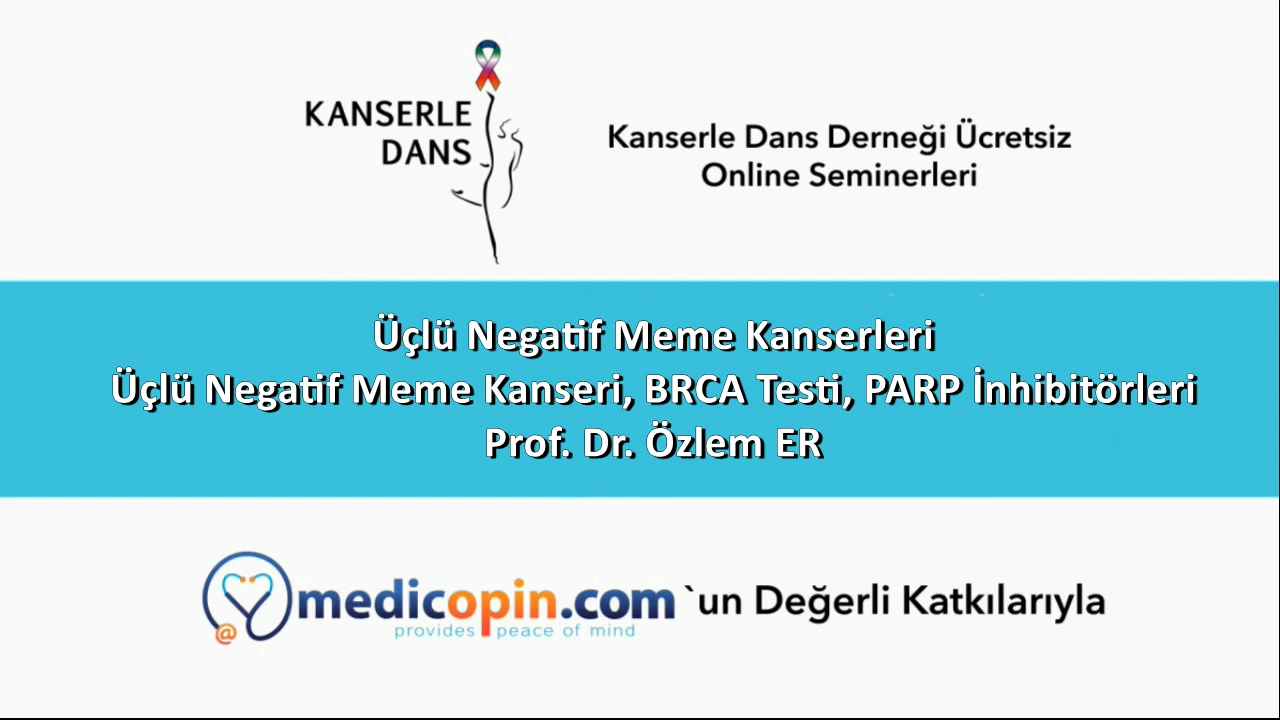 KANSERLE
DANS
Kanserle Dans Derneği Ücretsiz
Online Seminerleri
Üçlü Negatif Meme Kanserleri
Üçlü Negatif Meme Kanseri, BRCA Testi, PARP İnhibitörleri
Prof. Dr. Özlem ER
@medicopin.com `un Değerli Katkılarıyla
provides peace of mind